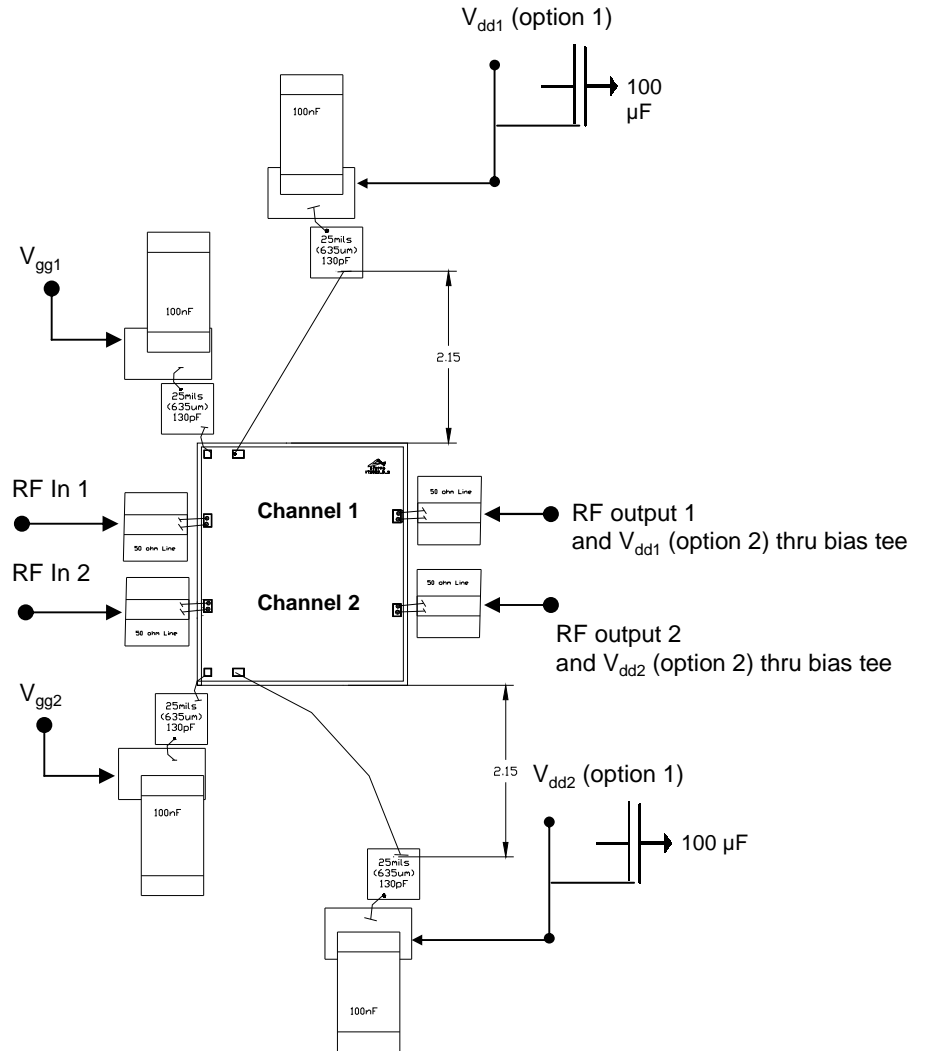 Vdd1 (option 1)
100
µF
100nF
25mils
(635um)
130pF
Vgg1
100nF
2.15
25mils
(635um)
130pF
RF In 1
50 ohm Line
Channel 1
50 ohm Line
RF output 1
and Vdd1 (option 2) thru bias tee
RF In 2
50 ohm Line
Channel 2
50 ohm Line
RF output 2
and Vdd2 (option 2) thru bias tee
Vgg2
25mils
(635um)
130pF
100nF
2.15
Vdd2 (option 1)
100 µF
25mils
(635um)
130pF
100nF